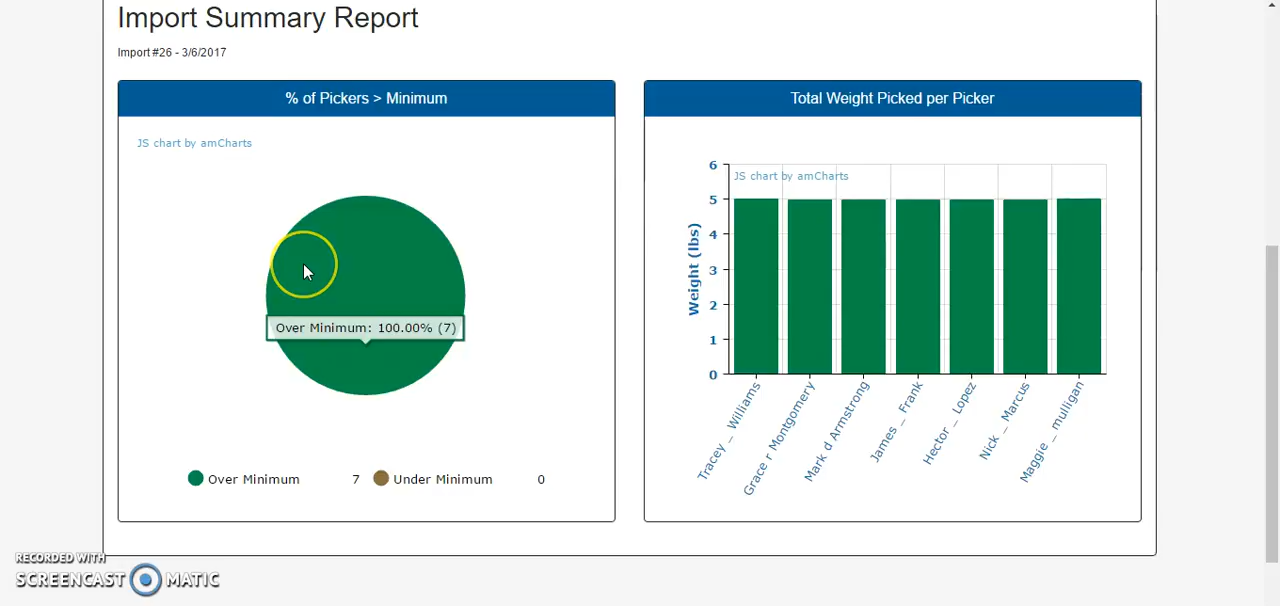 Import Summary Report
Import #26 - 3/6/2017
% of Pickers > Minimum
JS chart by amCharts
Over Minimum: 100.00% (7)
Over Minimum 7 Under Minimum 0
Total Weight Picked per Picker
JS chart by amCharts
Weight (lbs)
6
5
4
3
2
1
0
Tracey _ Williams
Grace r Montgomery
Mark d Armstrong
James _ Frank
Hector _ Lopez
Nick _ Marcus
Maggie _ mulligan
RECORDED WITH
SCREENCAST MATIC